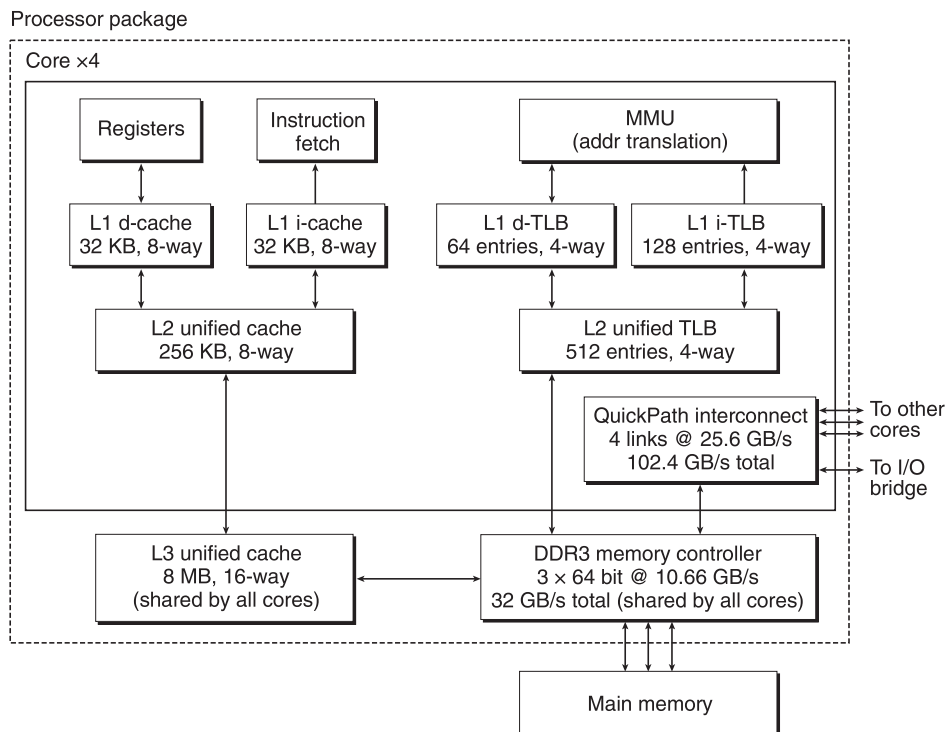 Processor package
Core ×4
Registers
Instruction
fetch
MMU
(addr translation)
L1 d-cache
32 KB, 8-way
L1 i-cache
32 KB, 8-way
L1 d-TLB
64 entries, 4-way
L1 i-TLB
128 entries, 4-way
L2 unified cache
256 KB, 8-way
L2 unified TLB
512 entries, 4-way
QuickPath interconnect
4 links @ 25.6 GB/s
102.4 GB/s total
To other
cores
To I/O
bridge
L3 unified cache
8 MB, 16-way
(shared by all cores)
DDR3 memory controller
3 × 64 bit @ 10.66 GB/s
32 GB/s total (shared by all cores)
Main memory